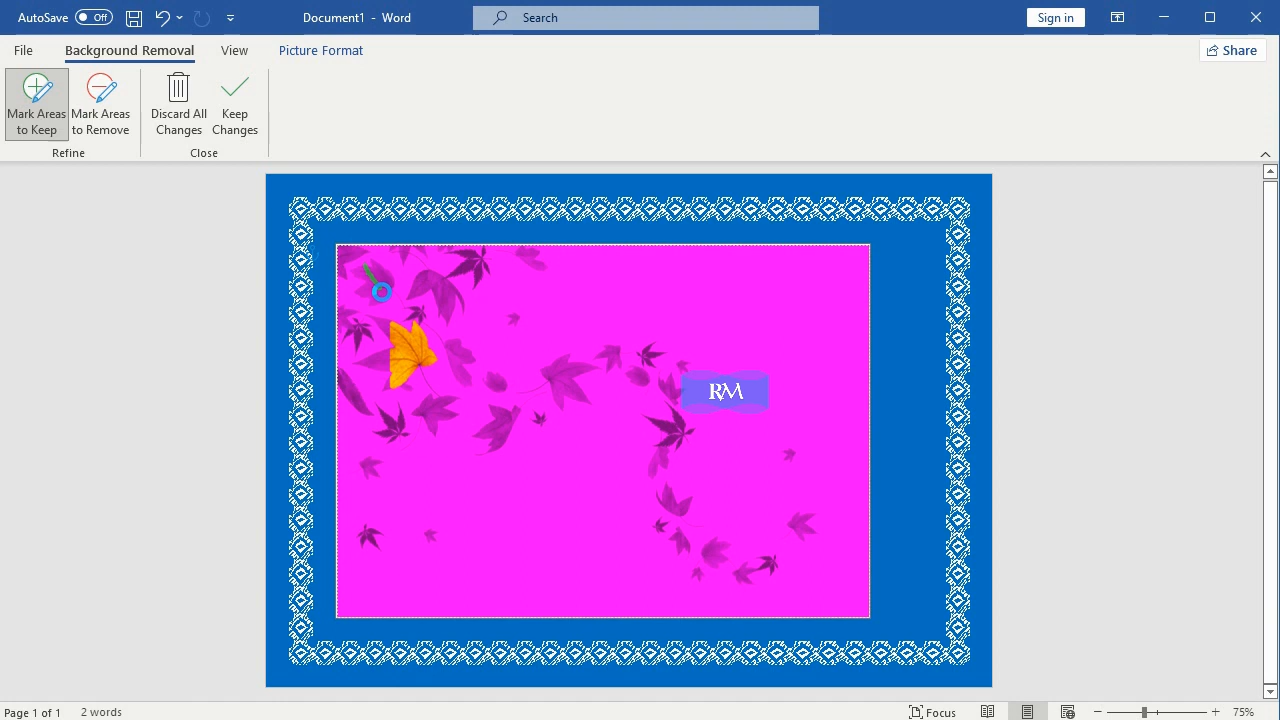 AutoSave Off Document1 - Word Search Sign in
File Background Removal View Picture Format Share
Mark Areas to Keep
Mark Areas to Remove
Discard All Changes
Keep Changes
Refine Close
RM
Page 1 of 1 2 words Focus 75%